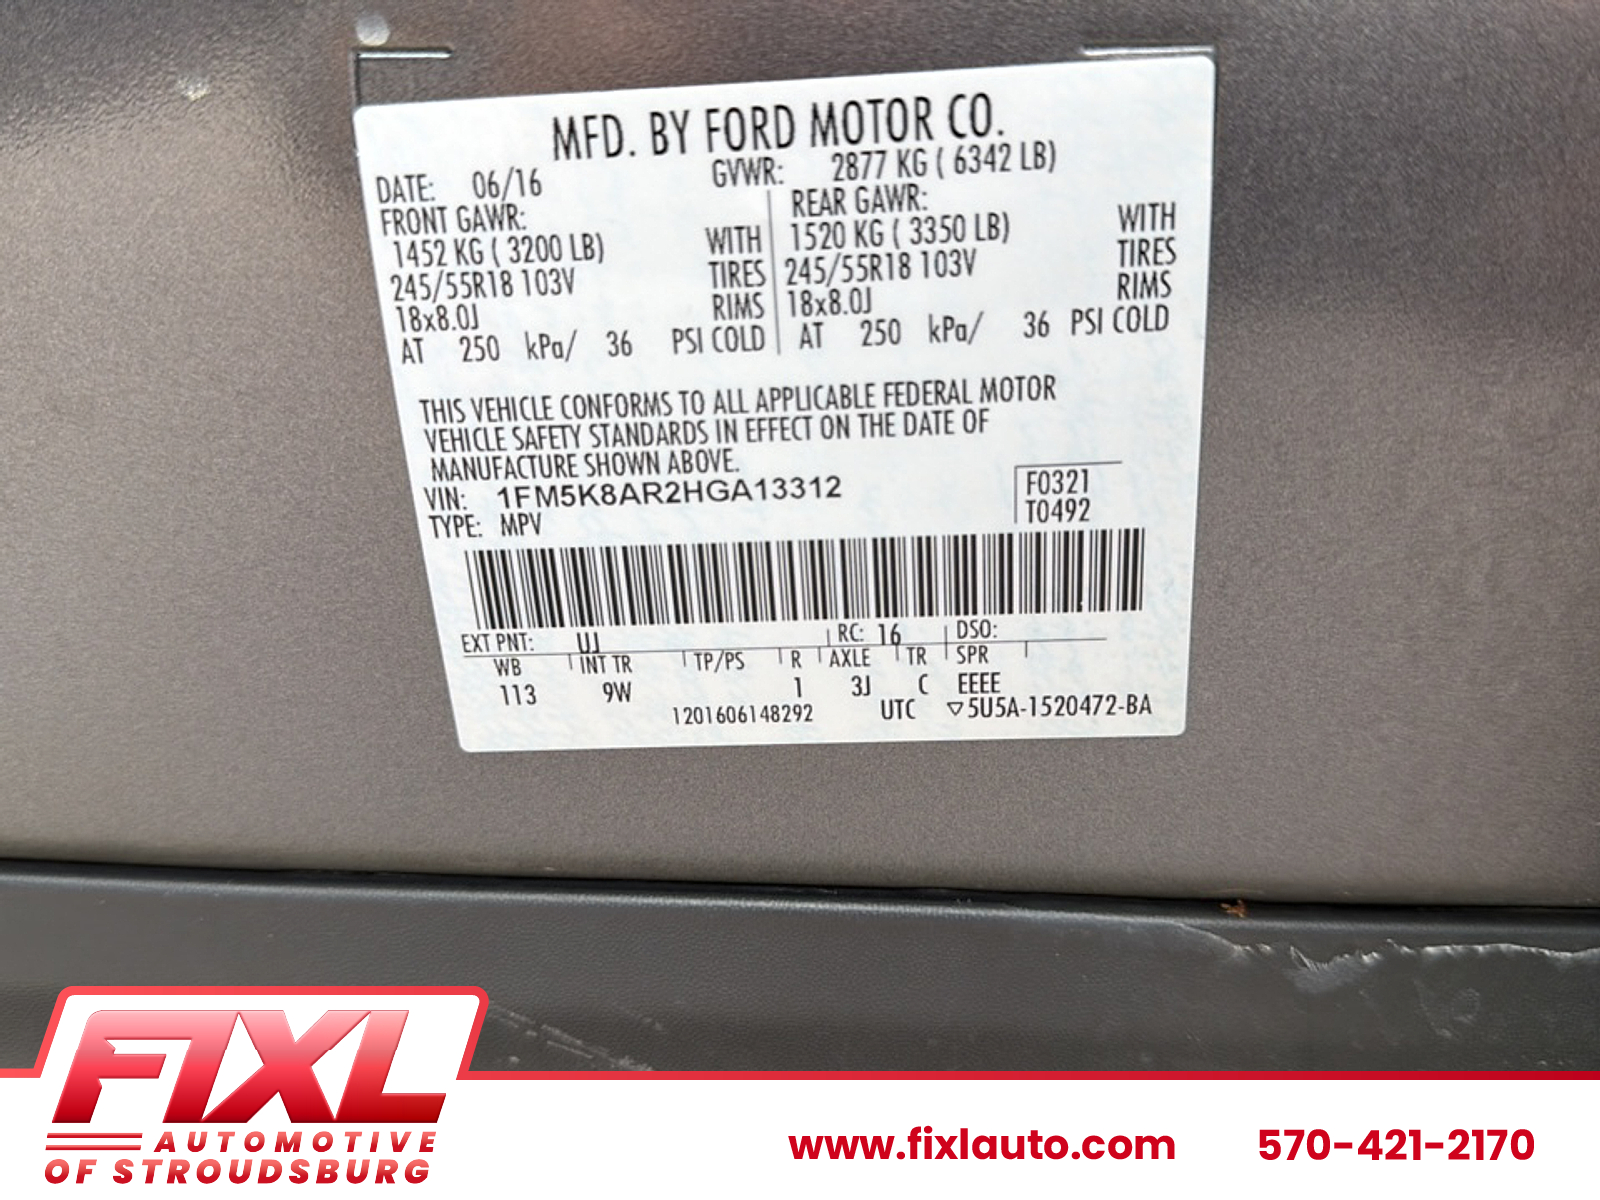 MFD. BY FORD MOTOR CO.
DATE: 06/16 GVWR: 2877 KG ( 6342 LB)
FRONT GAWR: REAR GAWR:
1452 KG ( 3200 LB) WITH 1520 KG ( 3350 LB) WITH
245/55R18 103V TIRES 245/55R18 103V TIRES
18x8.0J RIMS 18x8.0J RIMS
AT 250 kPa/ 36 PSI COLD AT 250 kPa/ 36 PSI COLD
THIS VEHICLE CONFORMS TO ALL APPLICABLE FEDERAL MOTOR
VEHICLE SAFETY STANDARDS IN EFFECT ON THE DATE OF
MANUFACTURE SHOWN ABOVE.
VIN: 1FM5K8AR2HGA13312 F0321
TYPE: MPV T0492
EXT PNT: UJ RC: 16 DSO:
WB INT TR TP/PS R AXLE TR SPR
113 9W 1 3J C EEEE
1201606148292 UTC ▽5U5A-1520472-BA
FIXL
AUTOMOTIVE
OF STROUDSBURG
www.fixlauto.com 570-421-2170